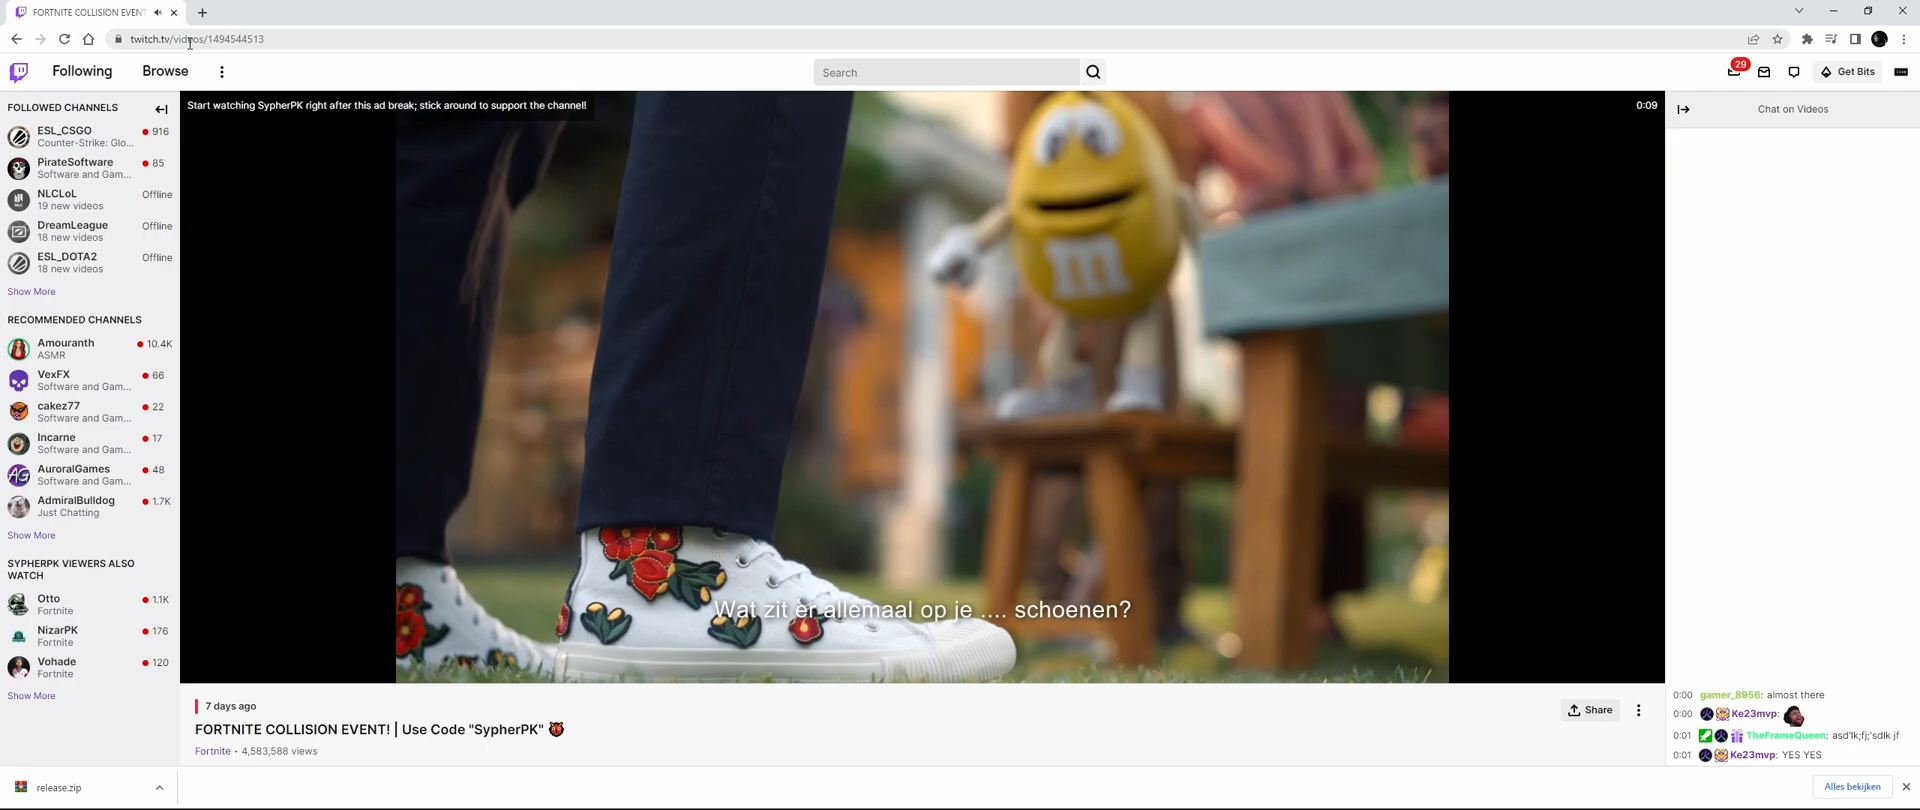 FORTNITE COLLISION EVENT
twitch.tv/videos/1494544513
Following
Browse
Search
29
Get Bits
FOLLOWED CHANNELS
ESL_CSGO
916
Counter-Strike: Glo...
PirateSoftware
85
Software and Gam...
NLCLoL
Offline
19 new videos
DreamLeague
Offline
18 new videos
ESL_DOTA2
Offline
18 new videos
Show More
RECOMMENDED CHANNELS
Amouranth
10.4K
ASMR
VexFX
66
Software and Gam...
cakez77
22
Software and Gam...
Incarne
17
Software and Gam...
AuroralGames
48
Software and Gam...
AdmiralBulldog
1.7K
Just Chatting
Show More
SYPHERPK VIEWERS ALSO
WATCH
Otto
1.1K
Fortnite
NizarPK
176
Fortnite
Vohade
120
Fortnite
Show More
Start watching SypherPK right after this ad break; stick around to support the channel!
0:09
m
Wat zit er allemaal op je .... schoenen?
7 days ago
FORTNITE COLLISION EVENT! | Use Code "SypherPK"
Fortnite • 4,583,588 views
Share
Chat on Videos
0:00 gamer_8956: almost there
0:00 Ke23mvp:
0:01 TheFrameQueen: asd'lk;fj;'sdlk jf
0:01 Ke23mvp: YES YES
release.zip
Alles bekijken